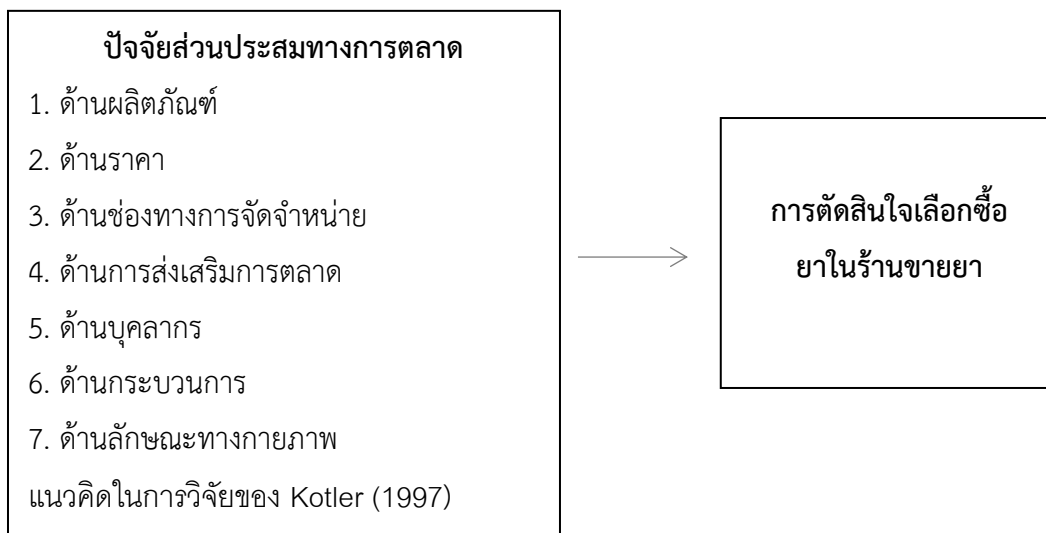 ปัจจัยส่วนประสมทางการตลาด
1. ด้านผลิตภัณฑ์
2. ด้านราคา
3. ด้านช่องทางการจัดจำหน่าย
4. ด้านการส่งเสริมการตลาด
5. ด้านบุคลากร
6. ด้านกระบวนการ
7. ด้านลักษณะทางกายภาพ
แนวคิดในการวิจัยของ Kotler (1997)
การตัดสินใจเลือกซื้อ
ยาในร้านขายยา